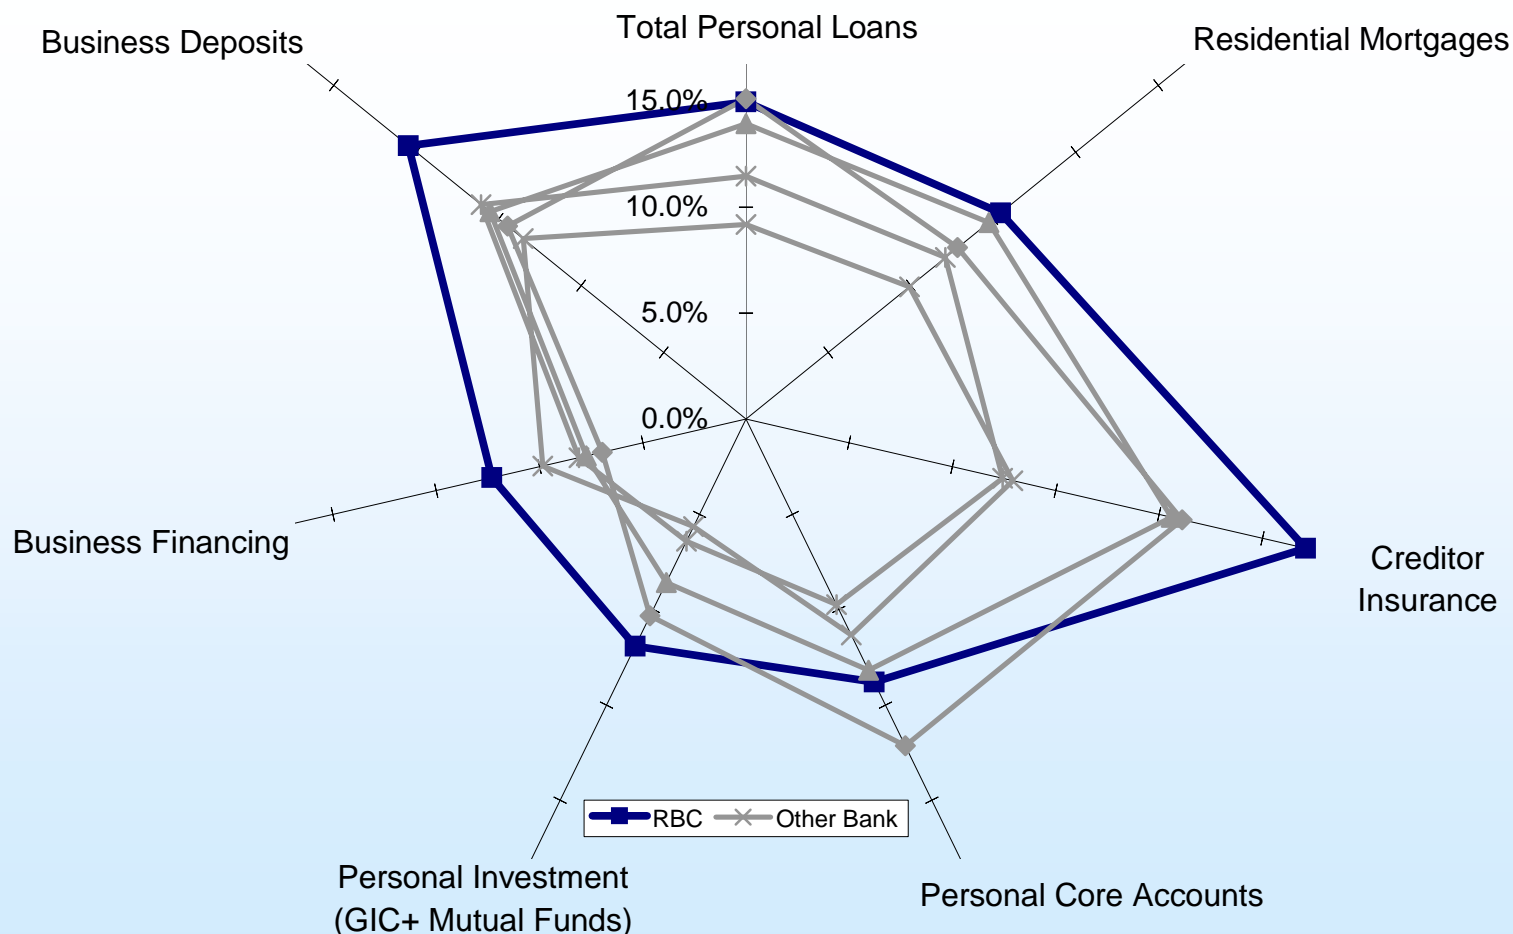 Total Personal Loans
Business Deposits
Residential Mortgages
15.0%
10.0%
5.0%
0.0%
Business Financing
Creditor
Insurance
RBC
Other Bank
Personal Investment
(GIC+ Mutual Funds)
Personal Core Accounts